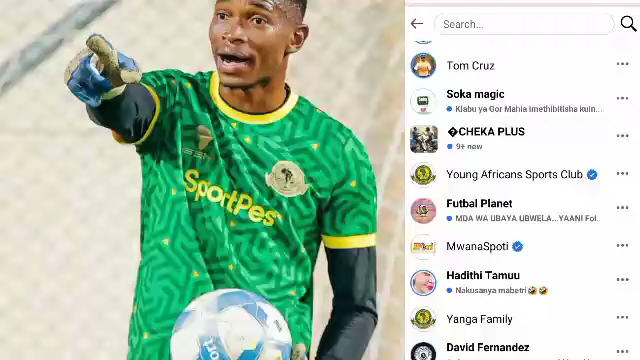 SportPes
Search...
Tom Cruz
Soka magic
Klabu ya Gor Mahia imethibitisha kuin...
�CHEKA PLUS
9+ new
Young Africans Sports Club
Futbal Planet
MDA WA UBAYA UBWELA...YAANI Fol..
MwanaSpoti
Hadithi Tamuu
Nakusanya mabetri🤣🤣
Yanga Family
David Fernandez